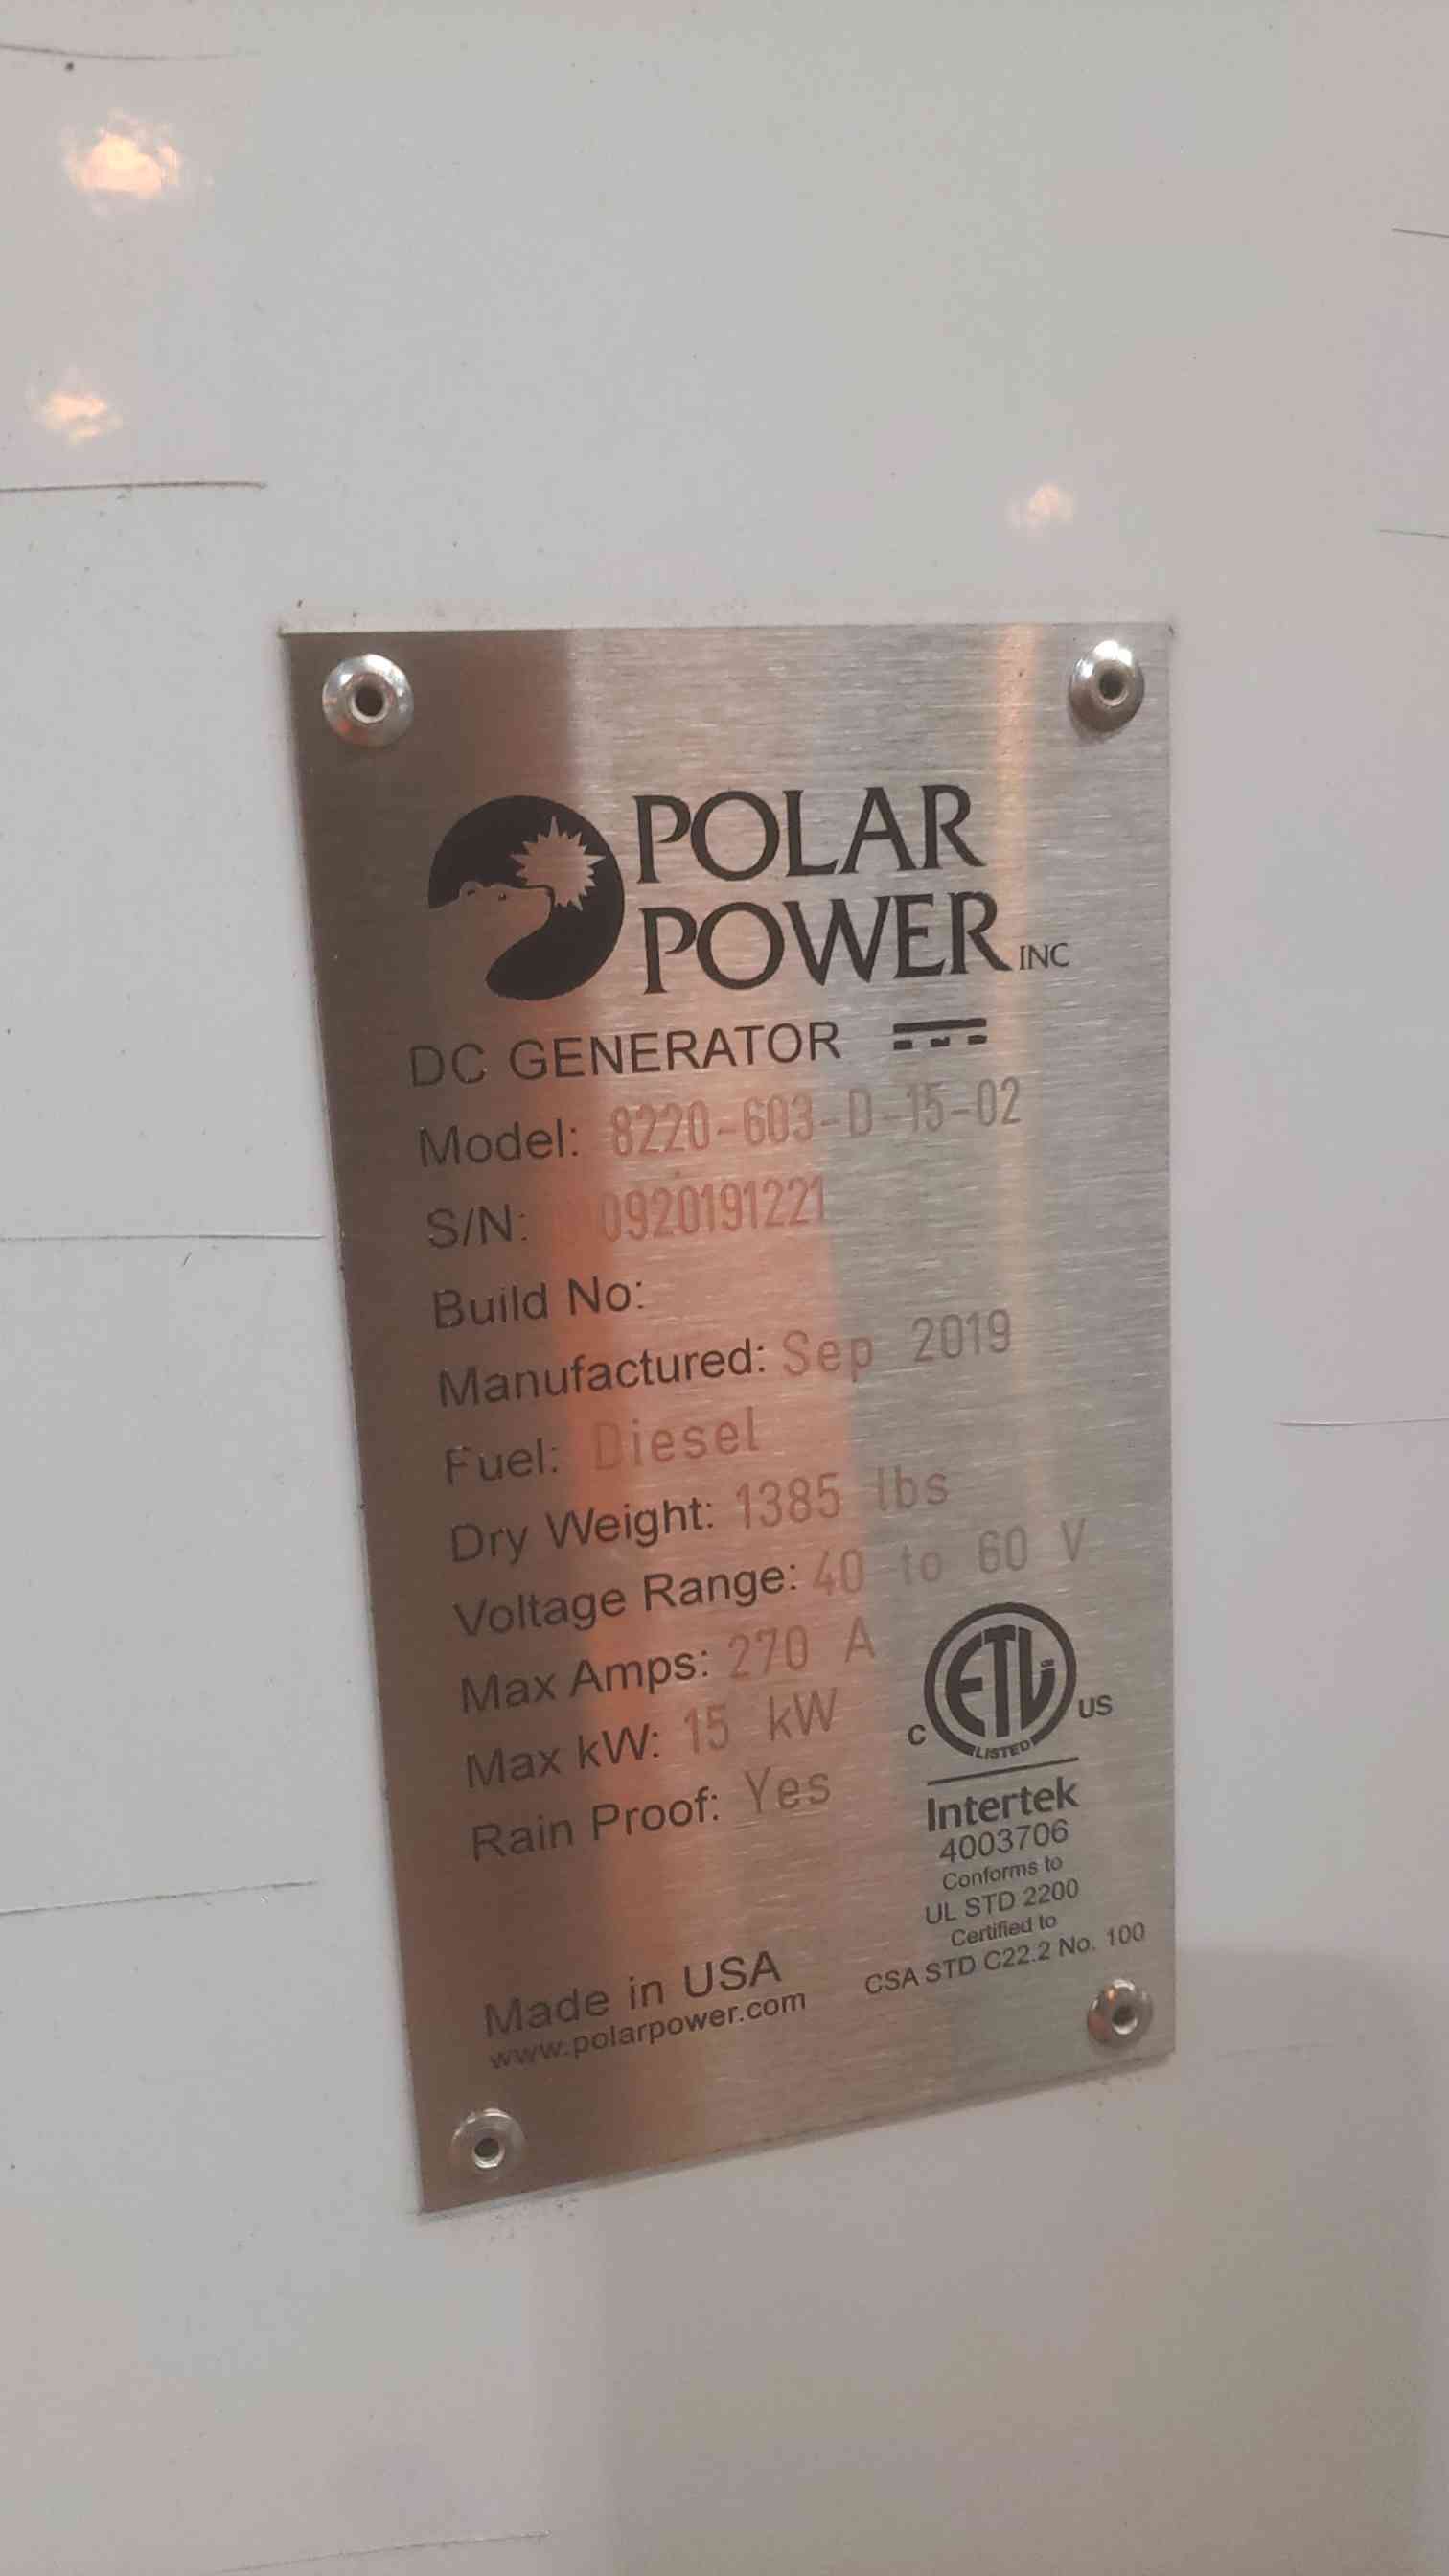 POLAR
POWER INC
DC GENERATOR
Model: 8220-603-D-15-02
S/N:
Build No:
Manufactured: Sep 2019
Fuel: Diesel
Dry Weight: 1385 lbs
Voltage Range: 40 to 60 V
Max Amps: 270 A
Max kW: 15 kW
Rain Proof: Yes
ETL
C US
LISTED
Intertek
4003706
Conforms to
UL STD 2200
Certified to
CSA STD C22.2 No. 100
Made in USA
www.polarpower.com